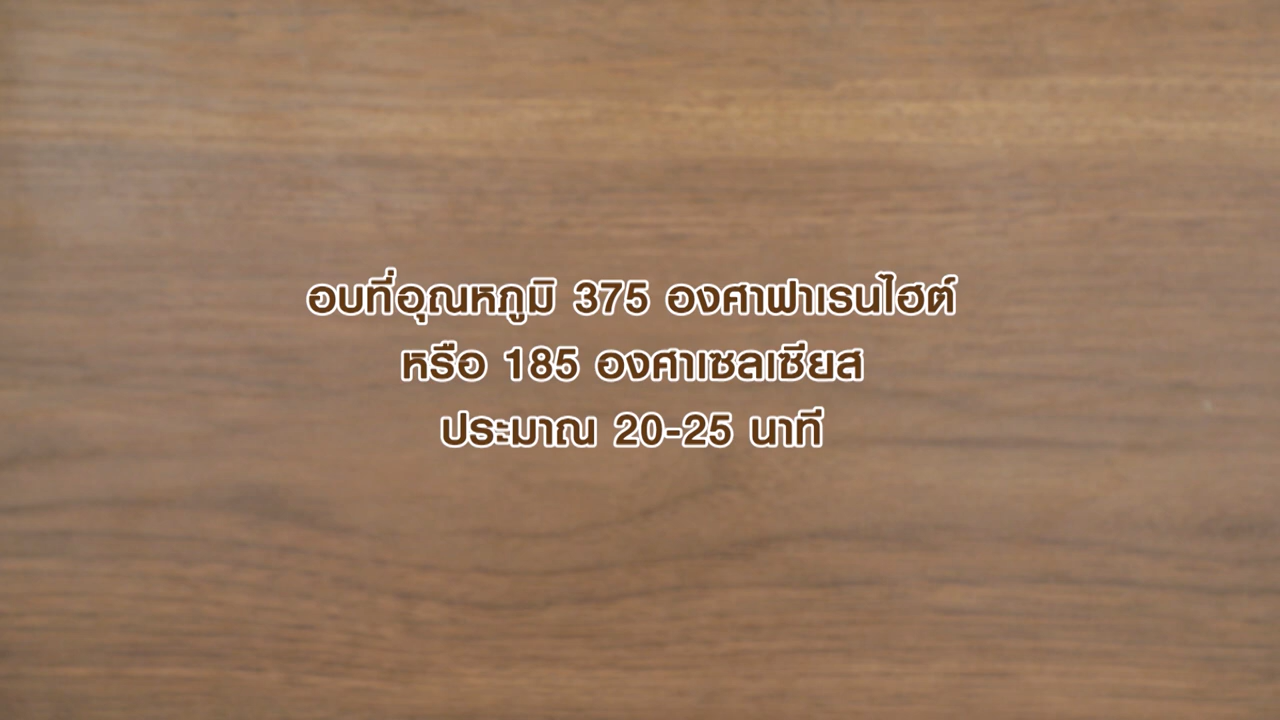 อบที่อุณหภูมิ 375 องศาฟาเรนไฮต์
หรือ 185 องศาเซลเซียส
ประมาณ 20-25 นาที